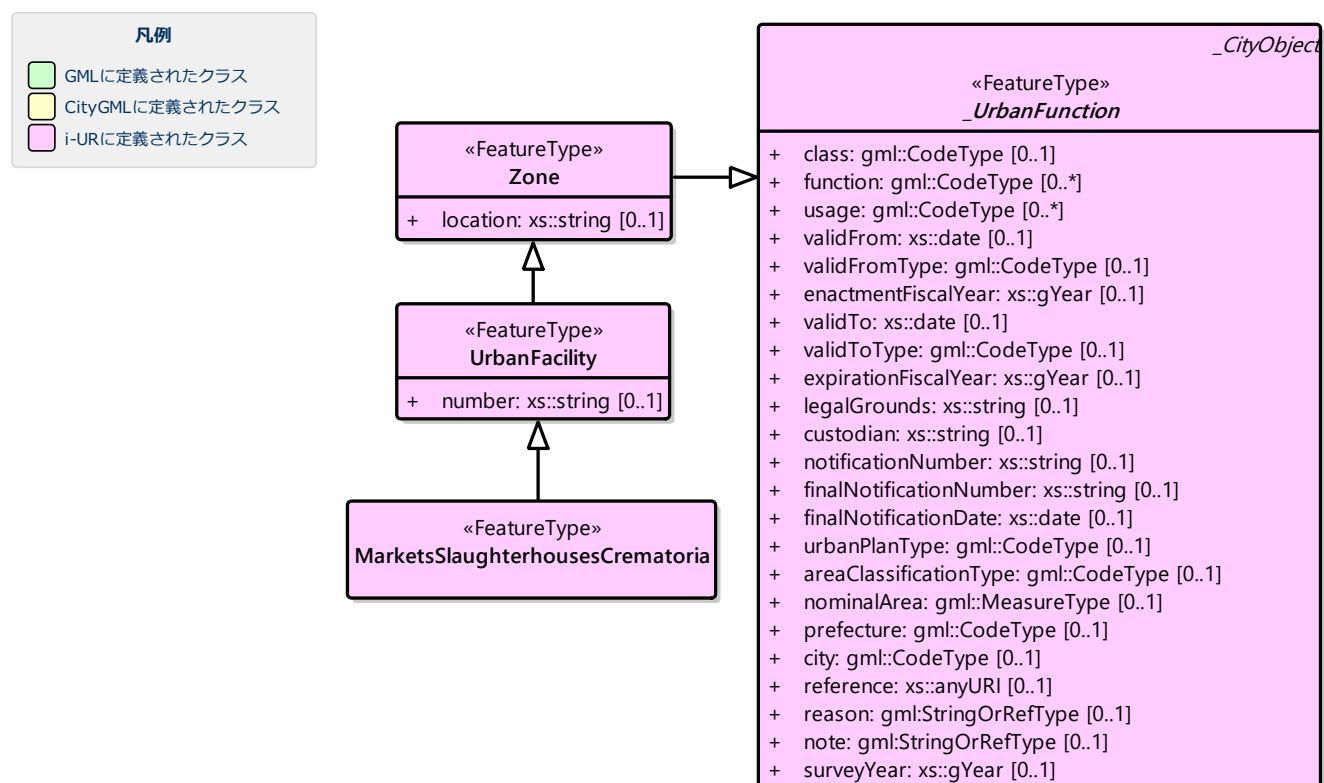 凡例
GMLに定義されたクラス
CityGMLに定義されたクラス
i-URに定義されたクラス
«FeatureType»
Zone
+ location: xs::string [0..1]
«FeatureType»
UrbanFacility
+ number: xs::string [0..1]
«FeatureType»
MarketsSlaughterhousesCrematoria
_CityObject
«FeatureType»
_UrbanFunction
+ class: gml::CodeType [0..1]
+ function: gml::CodeType [0..*]
+ usage: gml::CodeType [0..*]
+ validFrom: xs::date [0..1]
+ validFromType: gml::CodeType [0..1]
+ enactmentFiscalYear: xs::gYear [0..1]
+ validTo: xs::date [0..1]
+ validToType: gml::CodeType [0..1]
+ expirationFiscalYear: xs::gYear [0..1]
+ legalGrounds: xs::string [0..1]
+ custodian: xs::string [0..1]
+ notificationNumber: xs::string [0..1]
+ finalNotificationNumber: xs::string [0..1]
+ finalNotificationDate: xs::date [0..1]
+ urbanPlanType: gml::CodeType [0..1]
+ areaClassificationType: gml::CodeType [0..1]
+ nominalArea: gml::MeasureType [0..1]
+ prefecture: gml::CodeType [0..1]
+ city: gml::CodeType [0..1]
+ reference: xs::anyURI [0..1]
+ reason: gml:StringOrRefType [0..1]
+ note: gml:StringOrRefType [0..1]
+ surveyYear: xs::gYear [0..1]